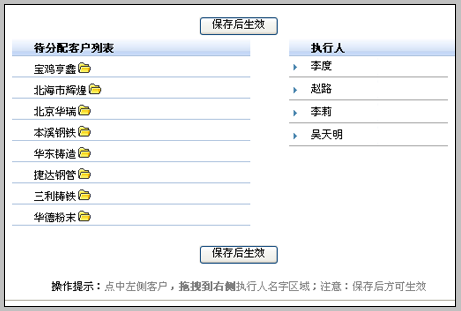 保存后生效
待分配客户列表
宝鸡亨鑫
北海市辉煌
北京华瑞
本溪钢铁
华东铸造
捷达钢管
三利铸铁
华德粉末
执行人
李度
赵路
李莉
吴天明
保存后生效
操作提示：点中左侧客户，拖拽到右侧执行人名字区域；注意：保存后方可生效